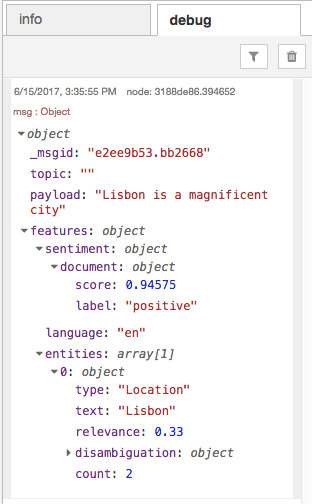 info
debug
6/15/2017, 3:35:55 PM node: 3188de86.394652
msg : Object
object
_msgid: "e2ee9b53.bb2668"
topic: ""
payload: "Lisbon is a magnificent
city"
features: object
sentiment: object
document: object
score: 0.94575
label: "positive"
language: "en"
entities: array[1]
0: object
type: "Location"
text: "Lisbon"
relevance: 0.33
disambiguation: object
count: 2